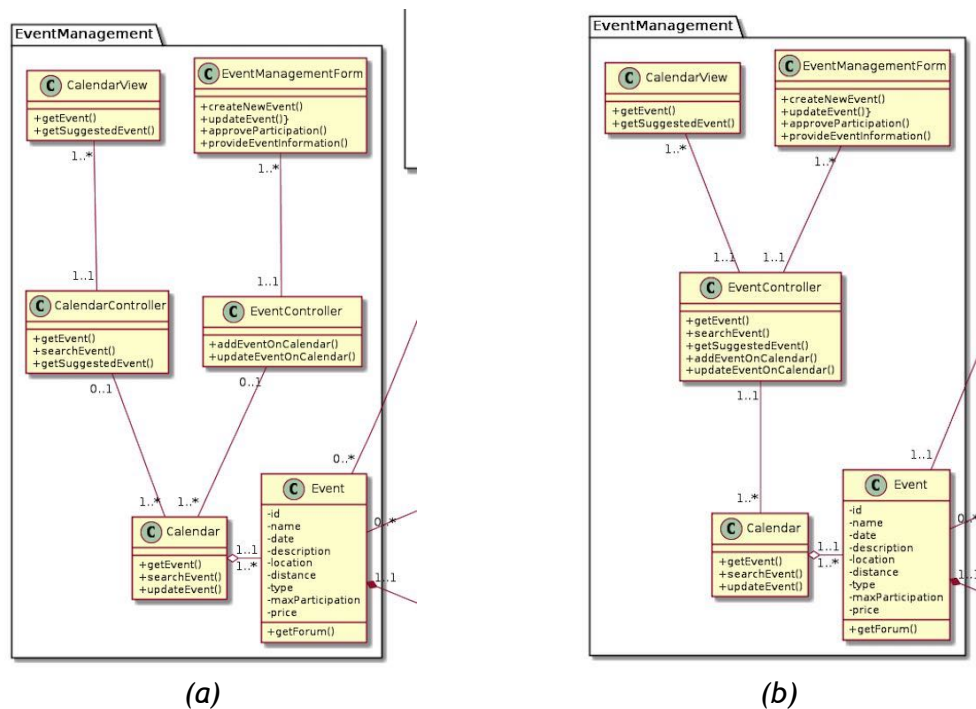 EventManagement
C CalendarView
+getEvent()
+getSuggestedEvent()
C EventManagementForm
+createNewEvent()
+updateEvent()}
+approveParticipation()
+provideEventInformation()
1..*
1..*
1..1
1..1
C CalendarController
+getEvent()
+searchEvent()
+getSuggestedEvent()
C EventController
+addEventOnCalendar()
+updateEventOnCalendar()
0..1
0..1
0..*
1..*
1..*
C Calendar
+getEvent()
+searchEvent()
+updateEvent()
1..1
1..*
C Event
-id
-name
-date
-description
-location
-distance
-type
-maxParticipation
-price
+getForum()
0..*
1..1
(a)
EventManagement
C CalendarView
+getEvent()
+getSuggestedEvent()
C EventManagementForm
+createNewEvent()
+updateEvent()}
+approveParticipation()
+provideEventInformation()
1..*
1..*
1..1
1..1
C EventController
+getEvent()
+searchEvent()
+getSuggestedEvent()
+addEventOnCalendar()
+updateEventOnCalendar()
1..1
1..1
1..*
C Calendar
+getEvent()
+searchEvent()
+updateEvent()
1..1
1..*
C Event
-id
-name
-date
-description
-location
-distance
-type
-maxParticipation
-price
+getForum()
0..*
1..1
(b)